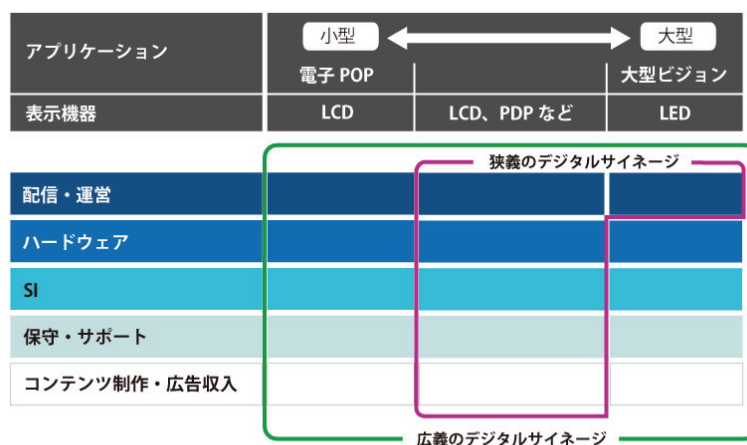 アプリケーション
小型
大型
電子 POP
大型ビジョン
表示機器
LCD
LCD、PDP など
LED
狭義のデジタルサイネージ
配信・運営
ハードウェア
SI
保守・サポート
コンテンツ制作・広告収入
広義のデジタルサイネージ